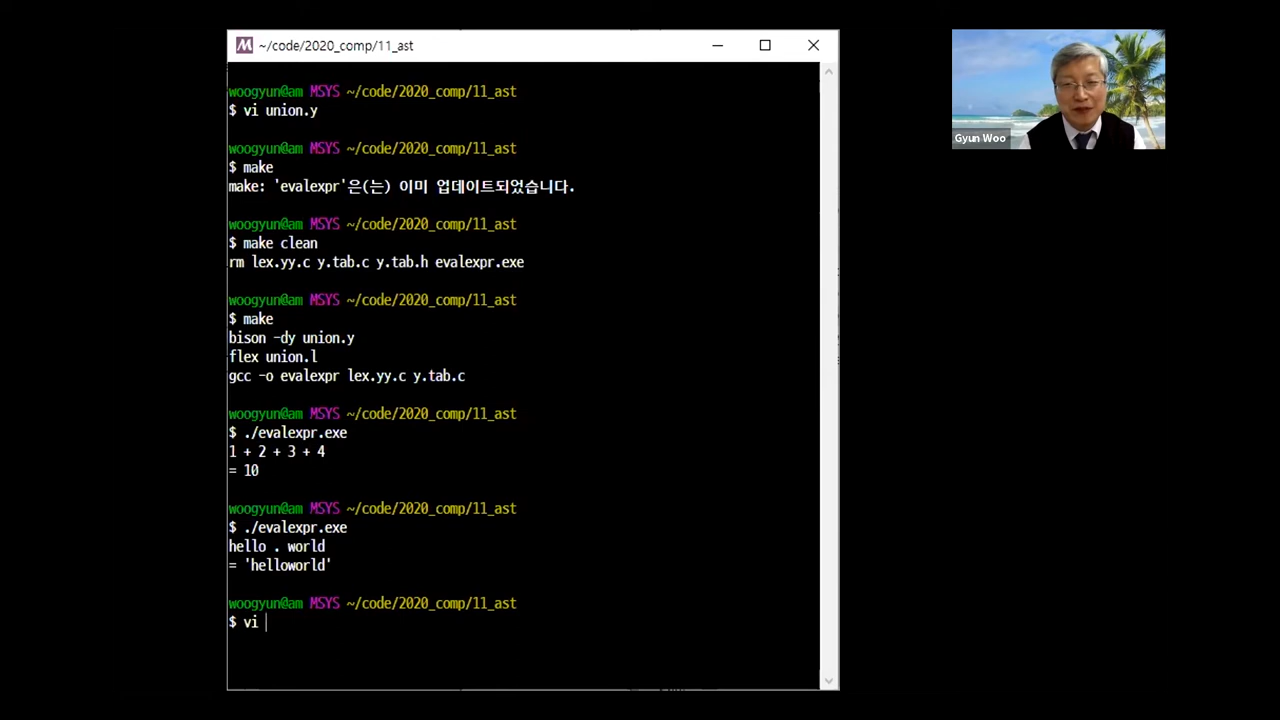 ~/code/2020_comp/11_ast
woogyun@am MSYS ~/code/2020_comp/11_ast
$ vi union.y
woogyun@am MSYS ~/code/2020_comp/11_ast
$ make
make: 'evalexpr'은(는) 이미 업데이트되었습니다.
woogyun@am MSYS ~/code/2020_comp/11_ast
$ make clean
rm lex.yy.c y.tab.c y.tab.h evalexpr.exe
woogyun@am MSYS ~/code/2020_comp/11_ast
$ make
bison -dy union.y
flex union.l
gcc -o evalexpr lex.yy.c y.tab.c
woogyun@am MSYS ~/code/2020_comp/11_ast
$ ./evalexpr.exe
1 + 2 + 3 + 4
= 10
woogyun@am MSYS ~/code/2020_comp/11_ast
$ ./evalexpr.exe
hello . world
= 'helloworld'
woogyun@am MSYS ~/code/2020_comp/11_ast
$ vi
Gyun Woo